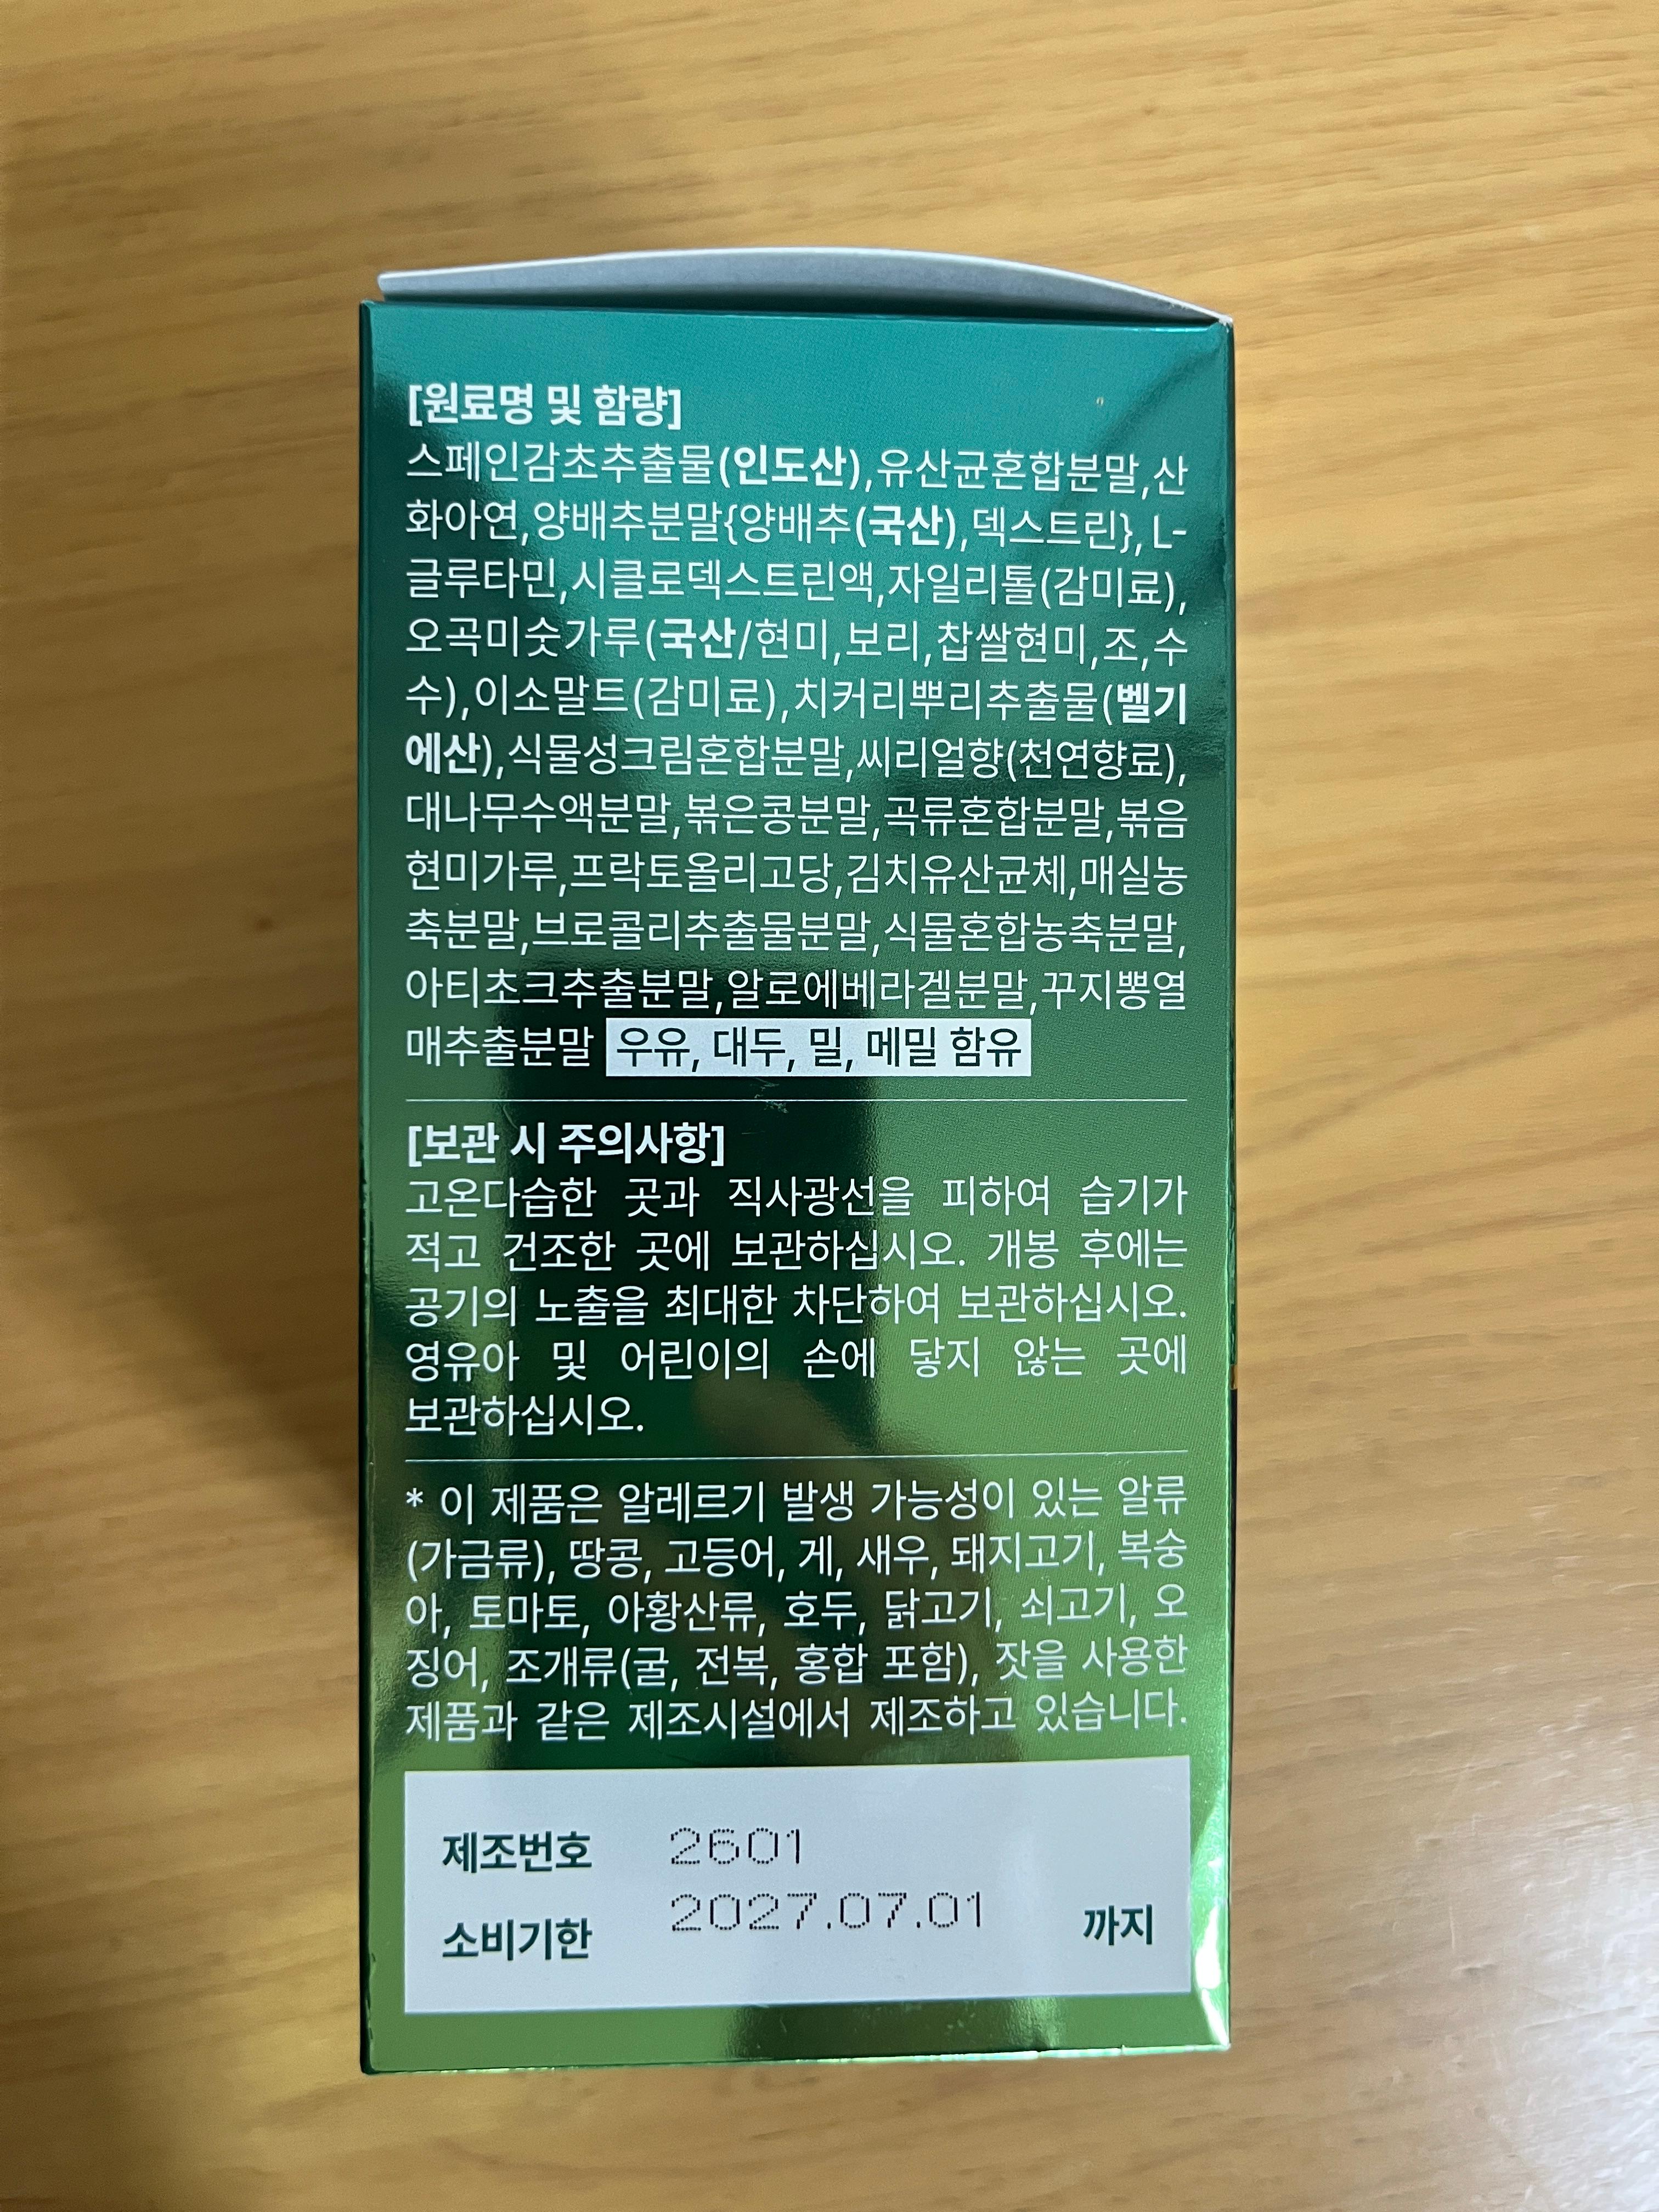 [원료명 및 함량]
스페인감초추출물(인도산),유산균혼합분말,산
화아연,양배추분말{양배추(국산),덱스트린}, L-
글루타민,시클로덱스트린액,자일리톨(감미료),
오곡미숫가루(국산/현미,보리,찹쌀현미,조,수
수),이소말트(감미료),치커리뿌리추출물(벨기
에산),식물성크림혼합분말,씨리얼향(천연향료),
대나무수액분말,볶은콩분말,곡류혼합분말,볶음
현미가루,프락토올리고당,김치유산균체,매실농
축분말,브로콜리추출물분말,식물혼합농축분말,
아티초크추출분말,알로에베라겔분말,꾸지뽕열
매추출분말 우유, 대두, 밀, 메밀 함유
[보관 시 주의사항]
고온다습한 곳과 직사광선을 피하여 습기가
적고 건조한 곳에 보관하십시오. 개봉 후에는
공기의 노출을 최대한 차단하여 보관하십시오.
영유아 및 어린이의 손에 닿지 않는 곳에
보관하십시오.
* 이 제품은 알레르기 발생 가능성이 있는 알류
(가금류), 땅콩, 고등어, 게, 새우, 돼지고기, 복숭
아, 토마토, 아황산류, 호두, 닭고기, 쇠고기, 오
징어, 조개류(굴, 전복, 홍합 포함), 잣을 사용한
제품과 같은 제조시설에서 제조하고 있습니다.
제조번호 2601
소비기한 2027.07.01 까지